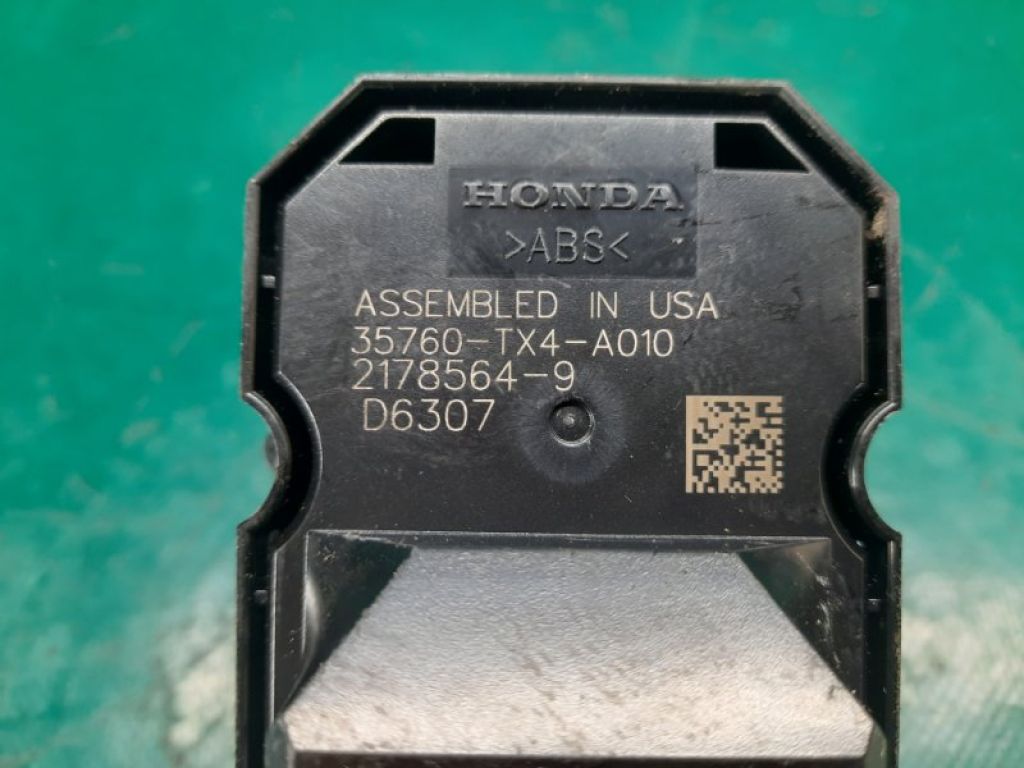 HONDA
>ABS<
ASSEMBLED IN USA
35760-TX4-A010
2178564-9
D6307